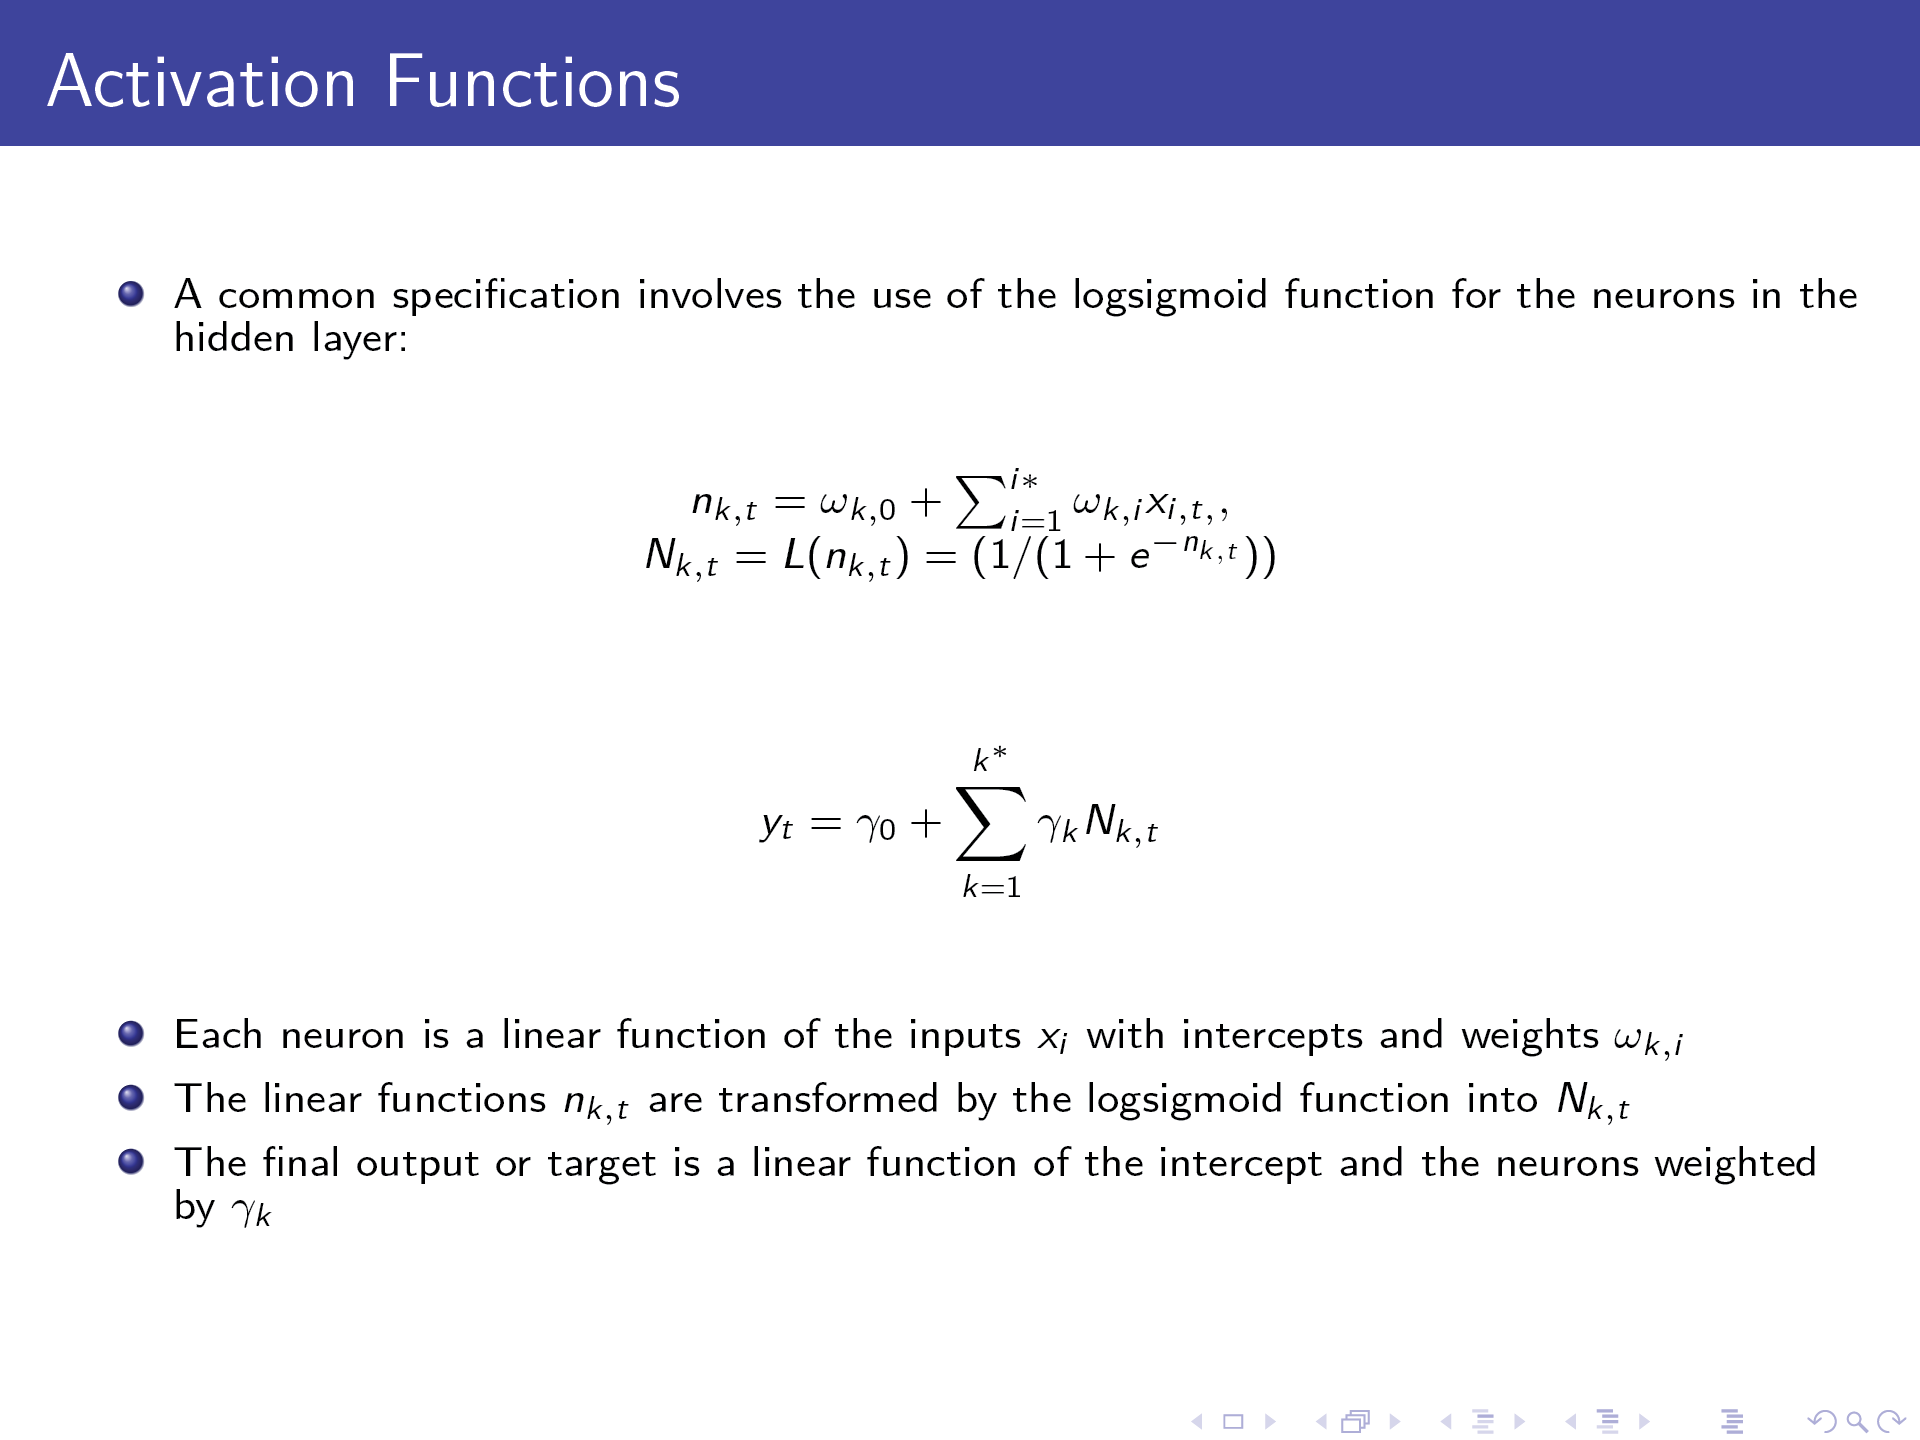 Activation Functions
A common specification involves the use of the logsigmoid function for the neurons in the
hidden layer:
n_{k,t} = ω_{k,0} + ∑_{i=1}^{i*} ω_{k,i} x_{i,t,},
N_{k,t} = L(n_{k,t}) = (1/(1 + e^{−n_{k,t}}))
y_t = γ_0 + ∑_{k=1}^{k*} γ_k N_{k,t}
Each neuron is a linear function of the inputs x_i with intercepts and weights ω_{k,i}
The linear functions n_{k,t} are transformed by the logsigmoid function into N_{k,t}
The final output or target is a linear function of the intercept and the neurons weighted
by γ_k